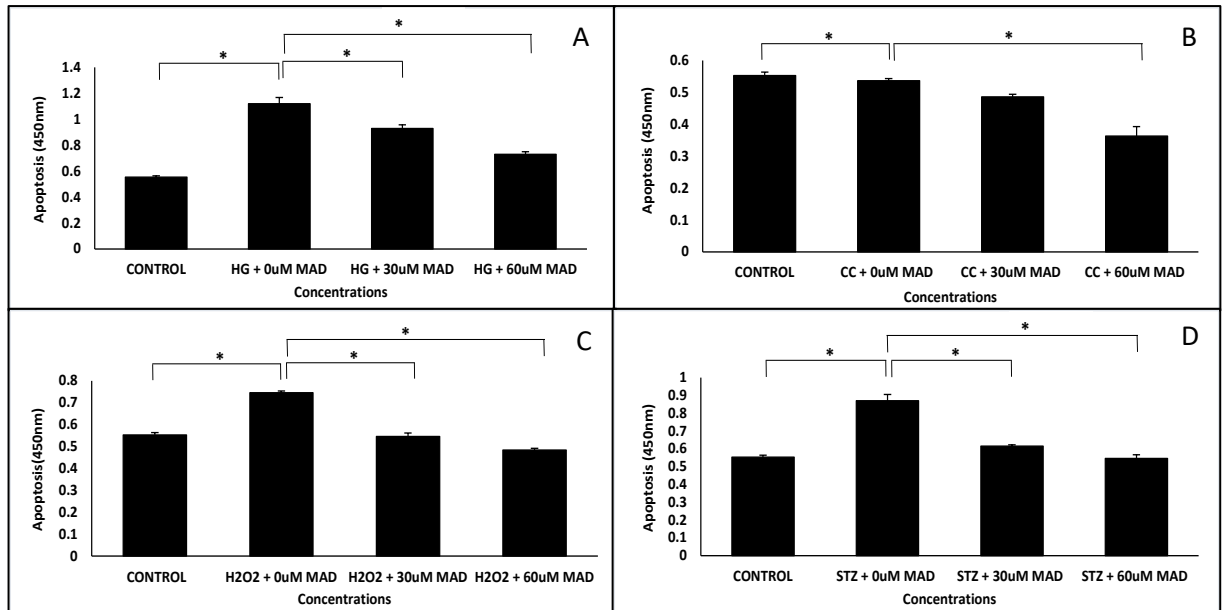 A
*
*
*
1.4
1.2
1
0.8
0.6
0.4
0.2
0
Apoptosis (450nm)
CONTROL HG + 0uM MAD HG + 30uM MAD HG + 60uM MAD
Concentrations
B
*
*
0.6
0.5
0.4
0.3
0.2
0.1
0
Apoptosis (450nm)
CONTROL CC + 0uM MAD CC + 30uM MAD CC + 60uM MAD
Concentrations
C
*
*
*
0.8
0.7
0.6
0.5
0.4
0.3
0.2
0.1
0
Apoptosis(450nm)
CONTROL H2O2 + 0uM MAD H2O2 + 30uM MAD H2O2 + 60uM MAD
Concentrations
D
*
*
*
1
0.9
0.8
0.7
0.6
0.5
0.4
0.3
0.2
0.1
0
Apoptosis (450nm)
CONTROL STZ + 0uM MAD STZ + 30uM MAD STZ + 60uM MAD
Concentrations